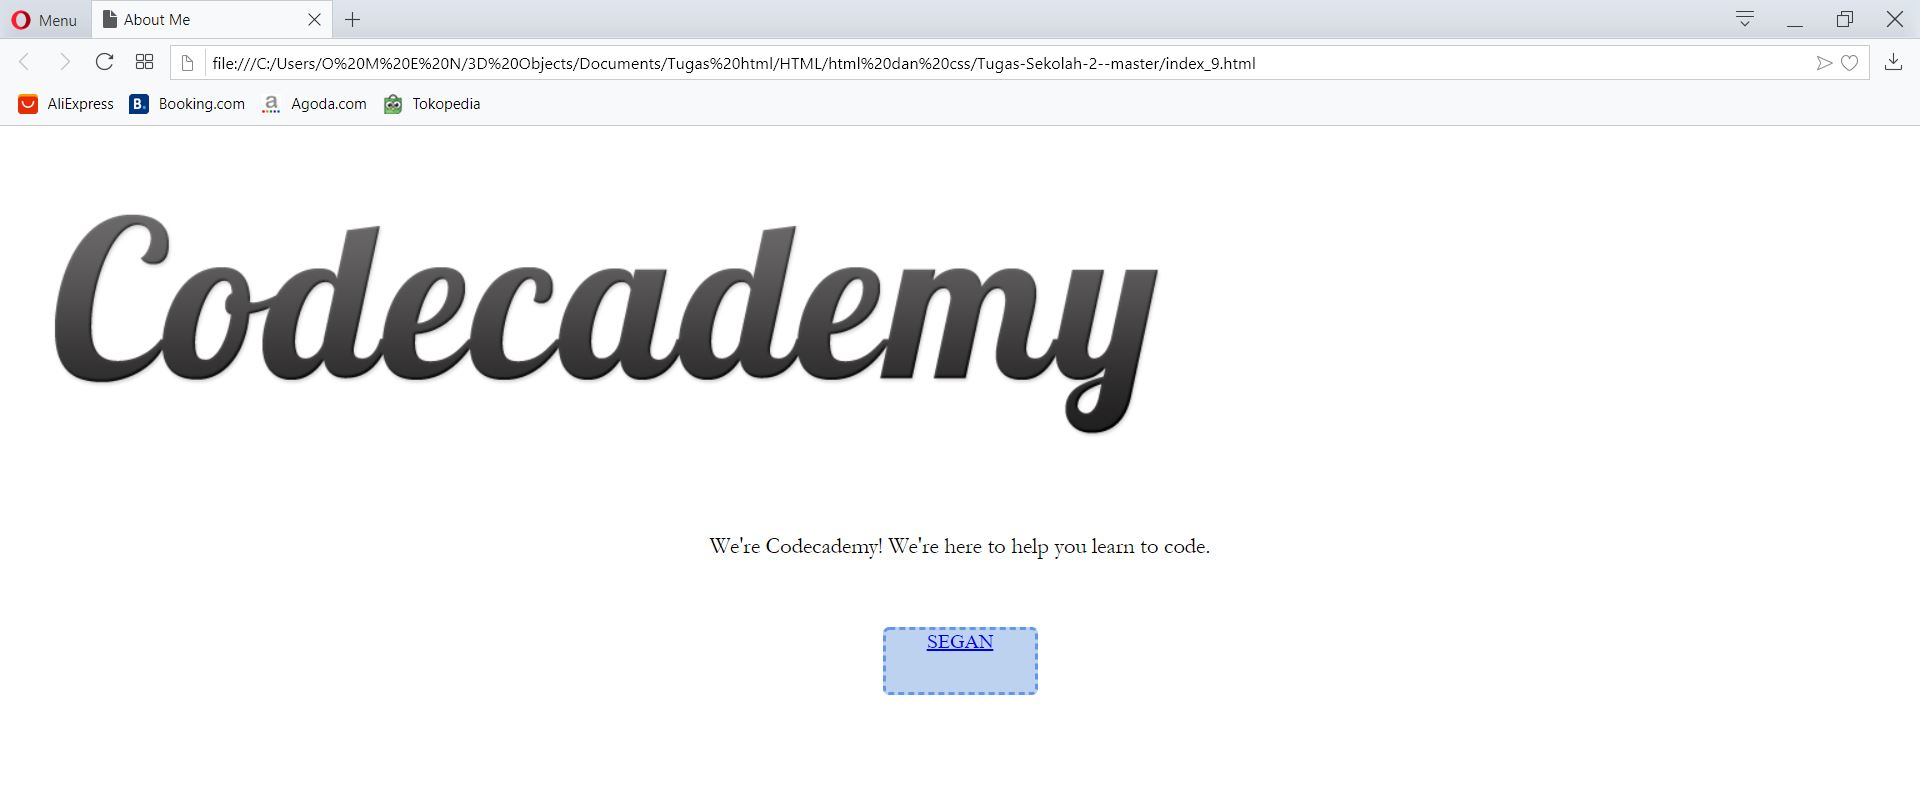 Menu
About Me
file:///C:/Users/O%20M%20E%20N/3D%20Objects/Documents/Tugas%20html/HTML/html%20dan%20css/Tugas-Sekolah-2--master/index_9.html
AliExpress B. Booking.com a Agoda.com Tokopedia
Codecademy
We're Codecademy! We're here to help you learn to code.
SEGAN